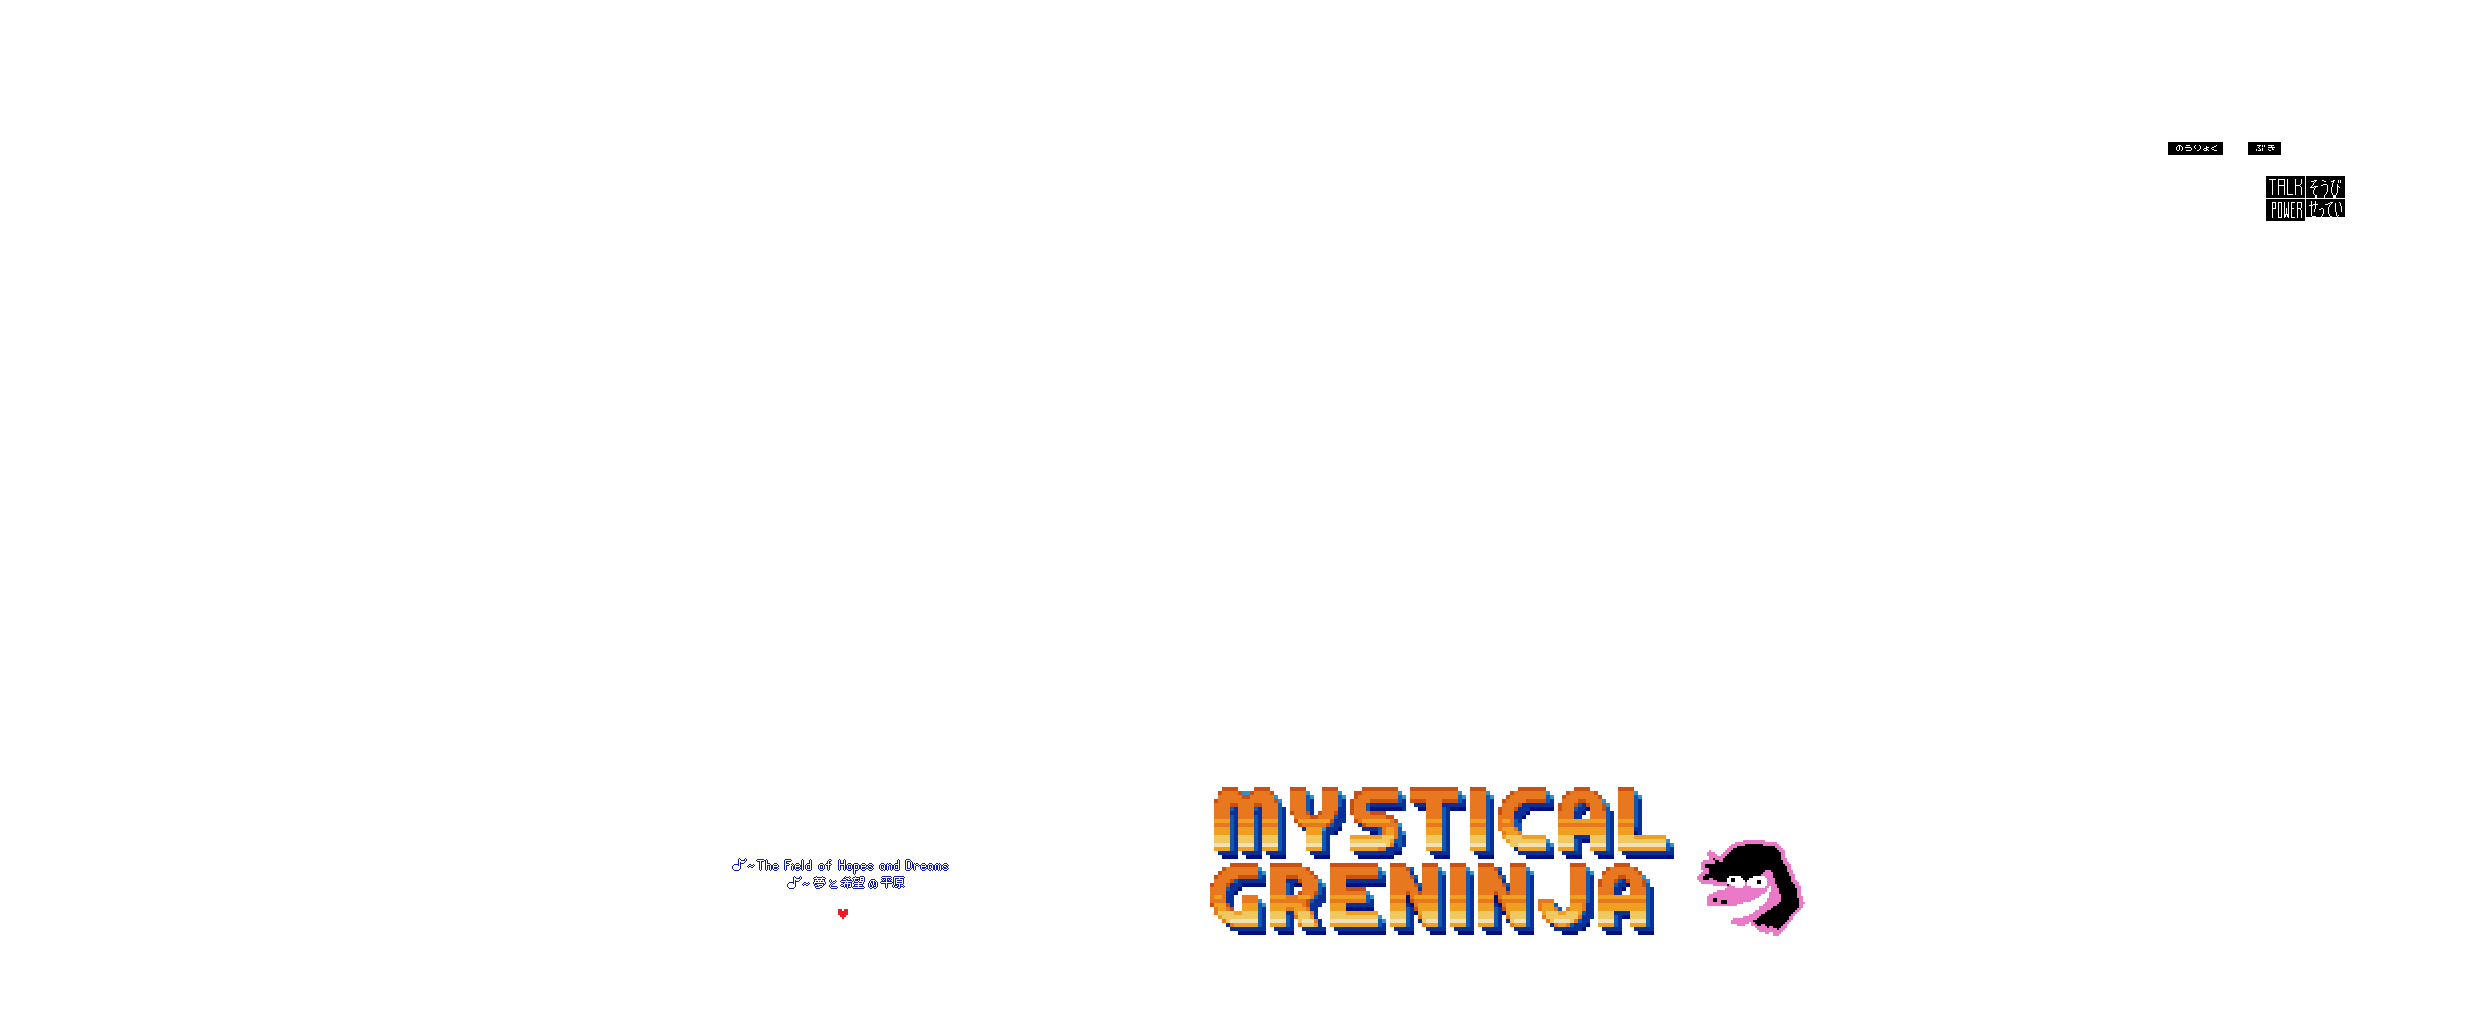 のうりょく ぶき
TALK そうび
POWER せってい
♪~The Field of Hopes and Dreams
♪~夢と希望の平原
MYSTICAL
GRENINJA